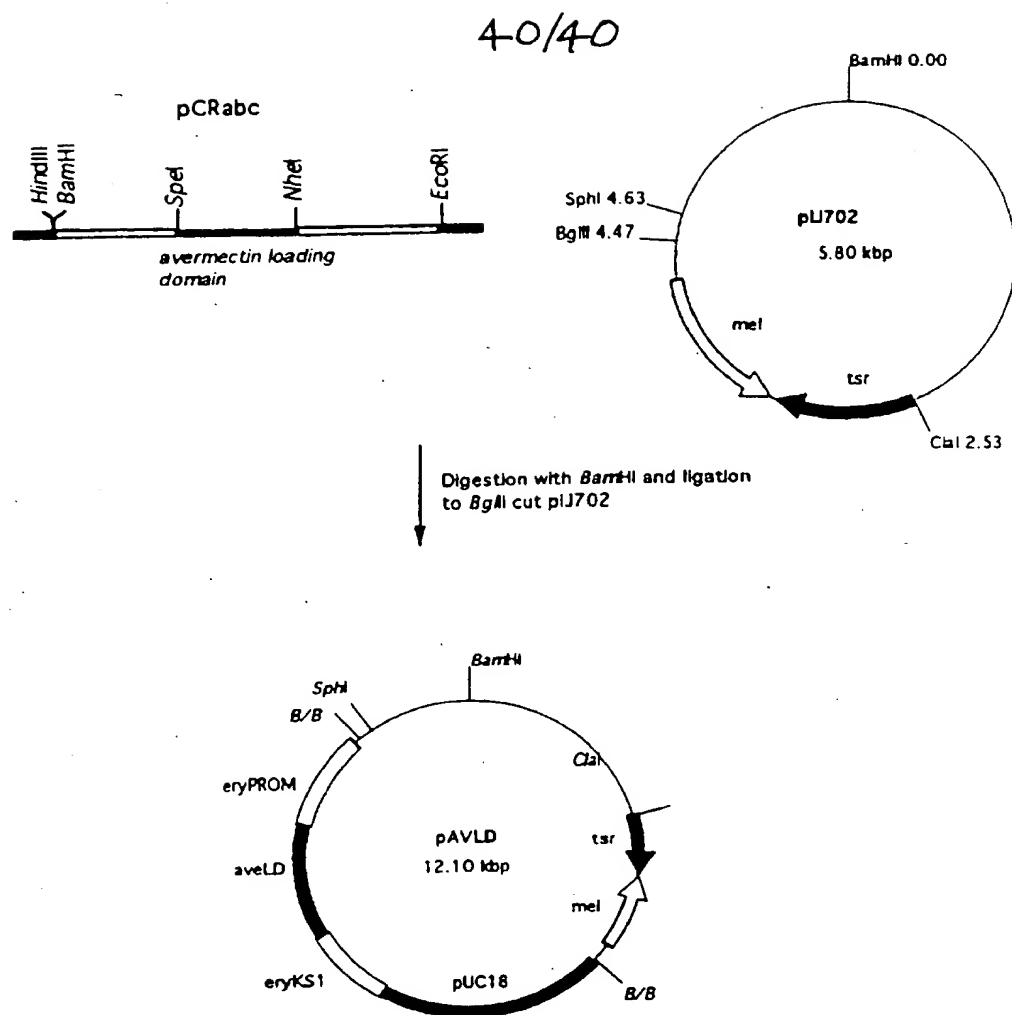 40/40
pCRabc
HindIII
BamHI
SpeI
NheI
EcoRI
avermectin loading
domain
BamHI 0.00
SphI 4.63
BglII 4.47
pIJ702
5.80 kbp
mel
tsr
ClaI 2.53
Digestion with BamHI and ligation
to BglII cut pIJ702
BamHI
SphI
B/B
ClaI
eryPROM
pAVLD
12.10 kbp
tsr
aveLD
mel
eryKS1
pUC18
B/B